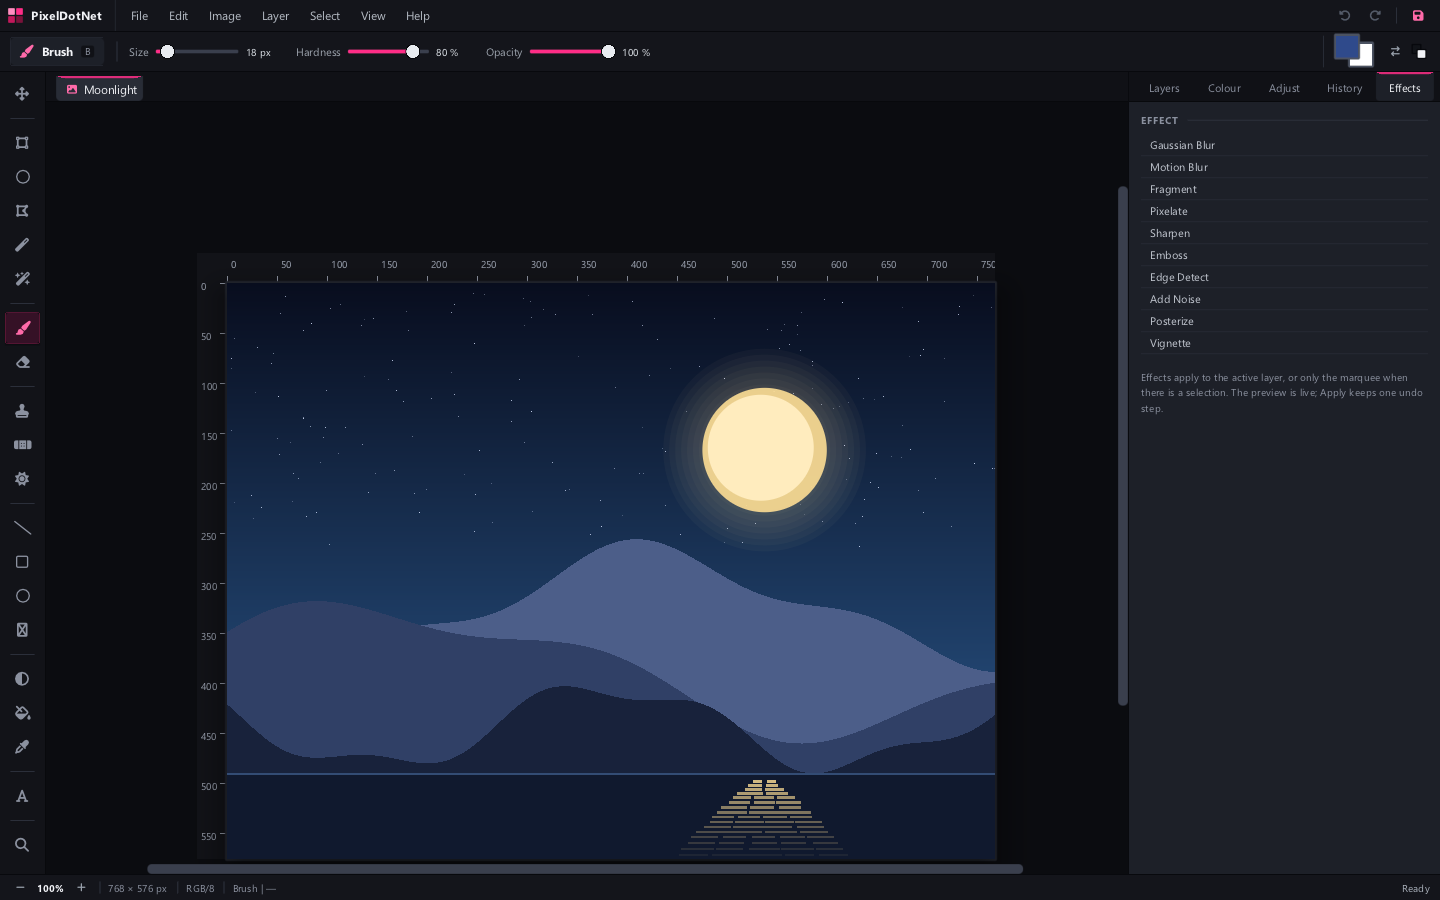 PixelDotNet File Edit Image Layer Select View Help
Brush B Size 18 px Hardness 80 % Opacity 100 %
Moonlight
Layers Colour Adjust History Effects
EFFECT
Gaussian Blur
Motion Blur
Fragment
Pixelate
Sharpen
Emboss
Edge Detect
Add Noise
Posterize
Vignette
Effects apply to the active layer, or only the marquee when
there is a selection. The preview is live; Apply keeps one undo
step.
0 50 100 150 200 250 300 350 400 450 500 550 600 650 700 750
0
50
100
150
200
250
300
350
400
450
500
550
A
100% 768 × 576 px RGB/8 Brush | — Ready